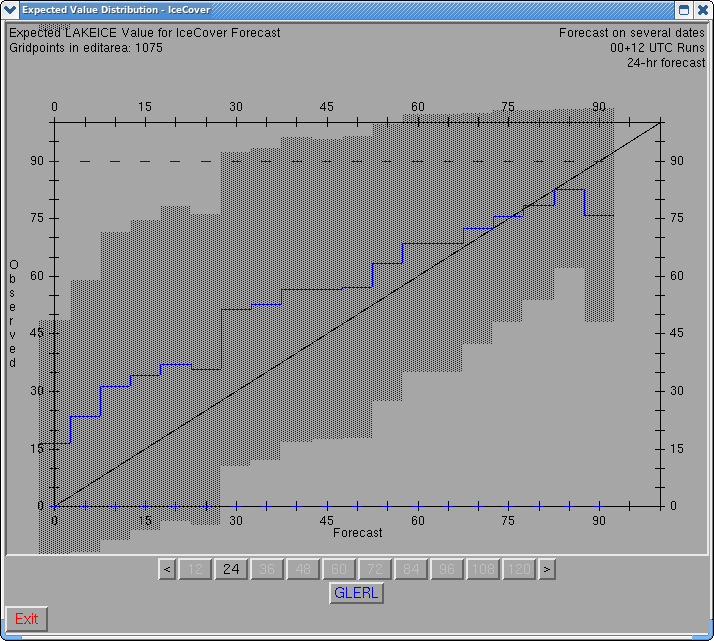 Expected Value Distribution - IceCover
Expected LAKEICE Value for IceCover Forecast
Forecast on several dates
Gridpoints in editarea: 1075
00+12 UTC Runs
24-hr forecast
0 15 30 45 60 75 90
90 90
75 75
60 60
Observed
45 45
30 30
15 15
0 0
0 15 30 45 60 75 90
Forecast
< 12 24 36 48 60 72 84 96 108 120 >
GLERL
Exit